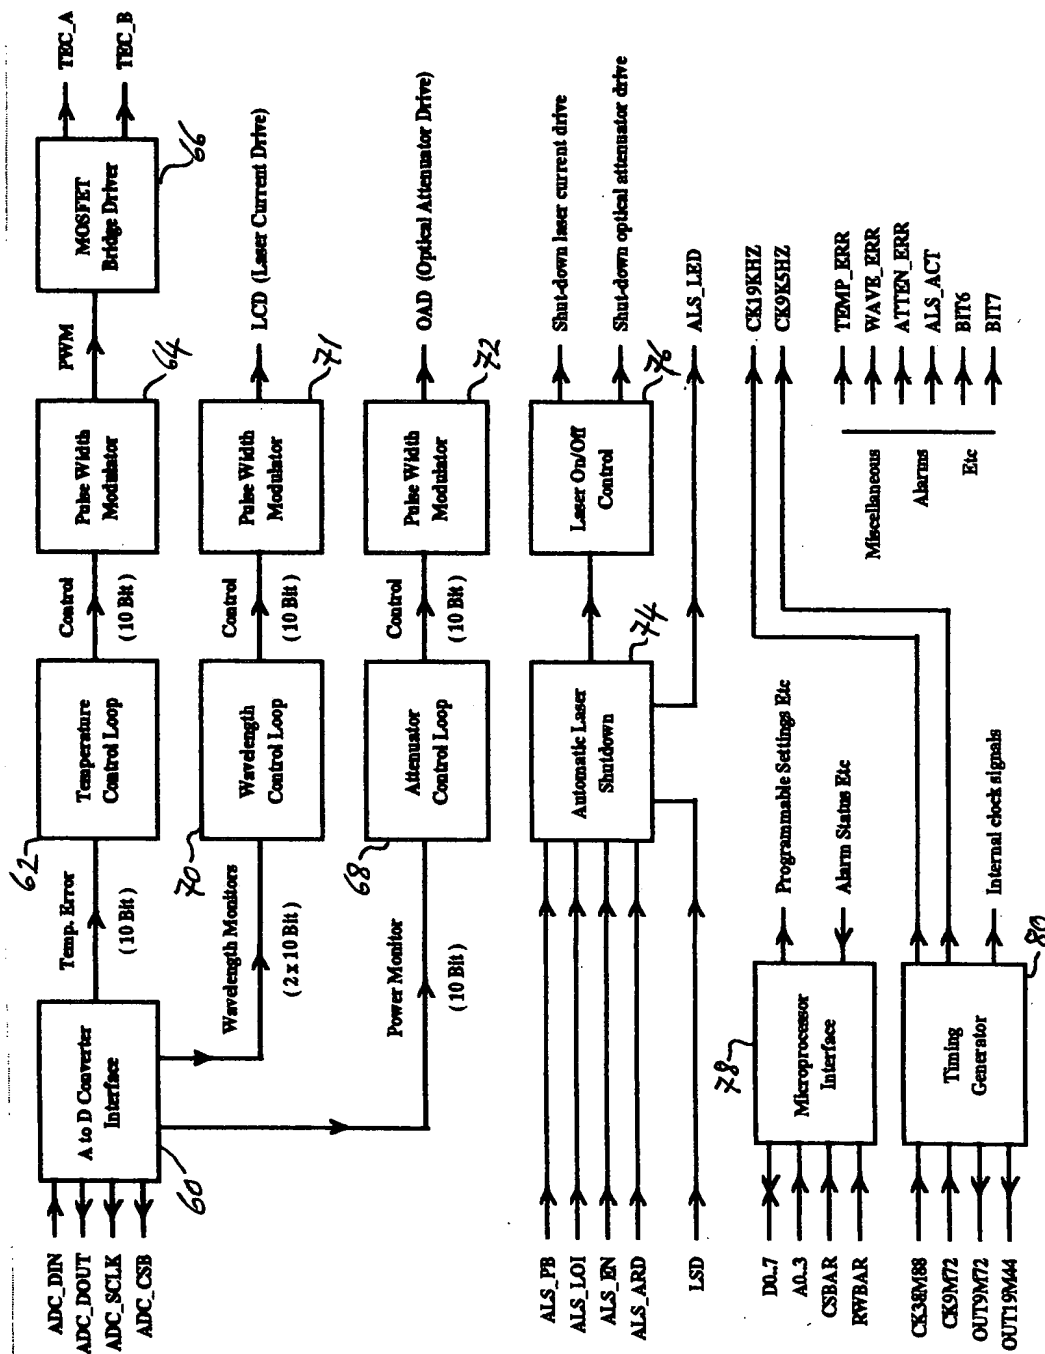 ADC_DIN
ADC_DOUT
ADC_SCLK
ADC_CSB
A to D Converter
Interface
60
Temp. Error
(10 Bit)
62
Temperature
Control Loop
Control
(10 Bit)
Pulse Width
Modulator
64
PWM
MOSFET
Bridge Driver
66
TEC_A
TEC_B
Wavelength Monitors
(2 x 10 Bit)
70
Wavelength
Control Loop
Control
(10 Bit)
Pulse Width
Modulator
71
LCD (Laser Current Drive)
Power Monitor
(10 Bit)
68
Attenuator
Control Loop
Control
(10 Bit)
Pulse Width
Modulator
72
OAD (Optical Attenuator Drive)
ALS_PB
ALS_LOI
ALS_EN
ALS_ARD
LSD
Automatic Laser
Shutdown
74
Laser On/Off
Control
76
Shut-down laser current drive
Shut-down optical attenuator drive
ALS_LED
D0..7
A0..3
CSBAR
RWBAR
78
Microprocessor
Interface
Programmable Settings Etc
Alarm Status Etc
CK38M88
CK9M72
OUT9M72
OUT19M44
Timing
Generator
80
Internal clock signals
CK19KHZ
CK9K5HZ
Miscellaneous
Alarms
Etc
TEMP_ERR
WAVE_ERR
ATTEN_ERR
ALS_ACT
BIT6
BIT7